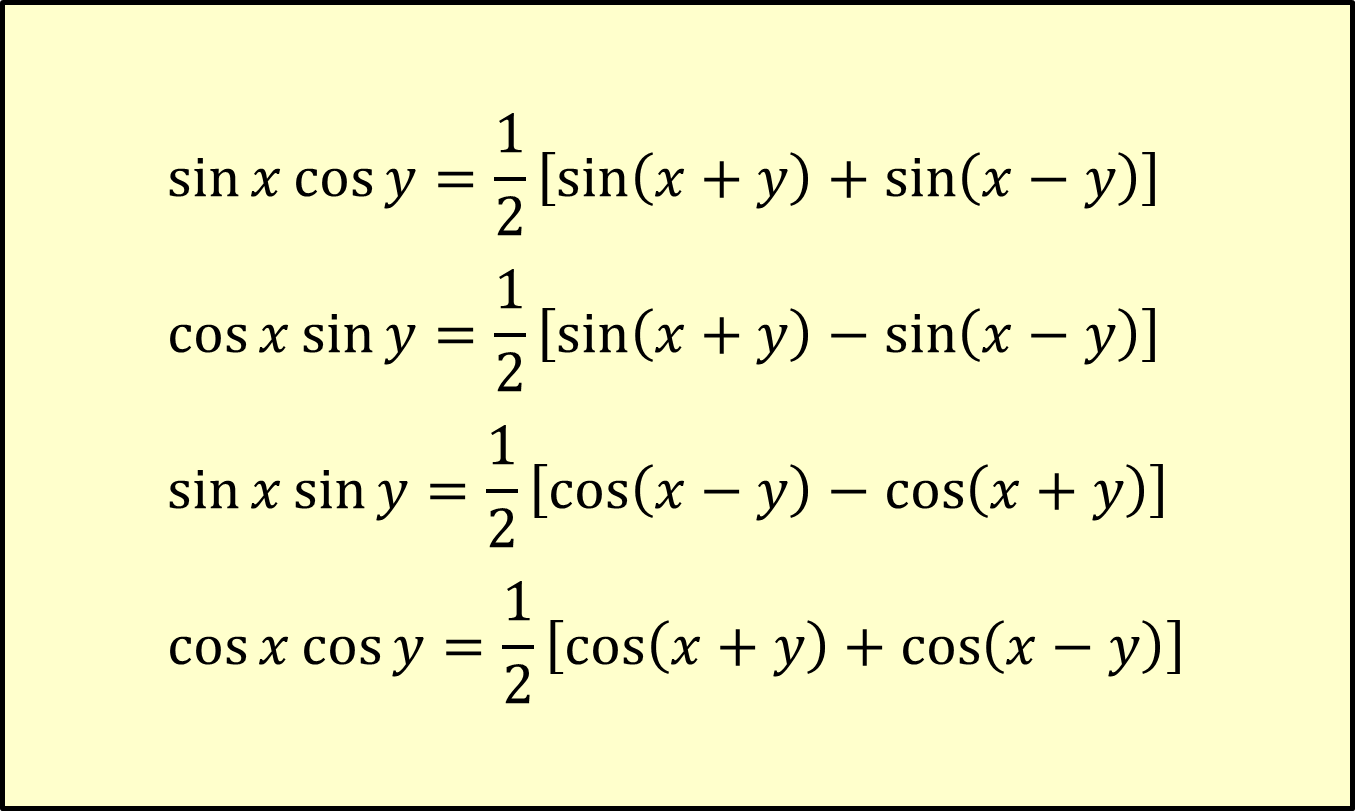 sin x cos y = 1/2 [sin(x + y) + sin(x − y)]
cos x sin y = 1/2 [sin(x + y) − sin(x − y)]
sin x sin y = 1/2 [cos(x − y) − cos(x + y)]
cos x cos y = 1/2 [cos(x + y) + cos(x − y)]